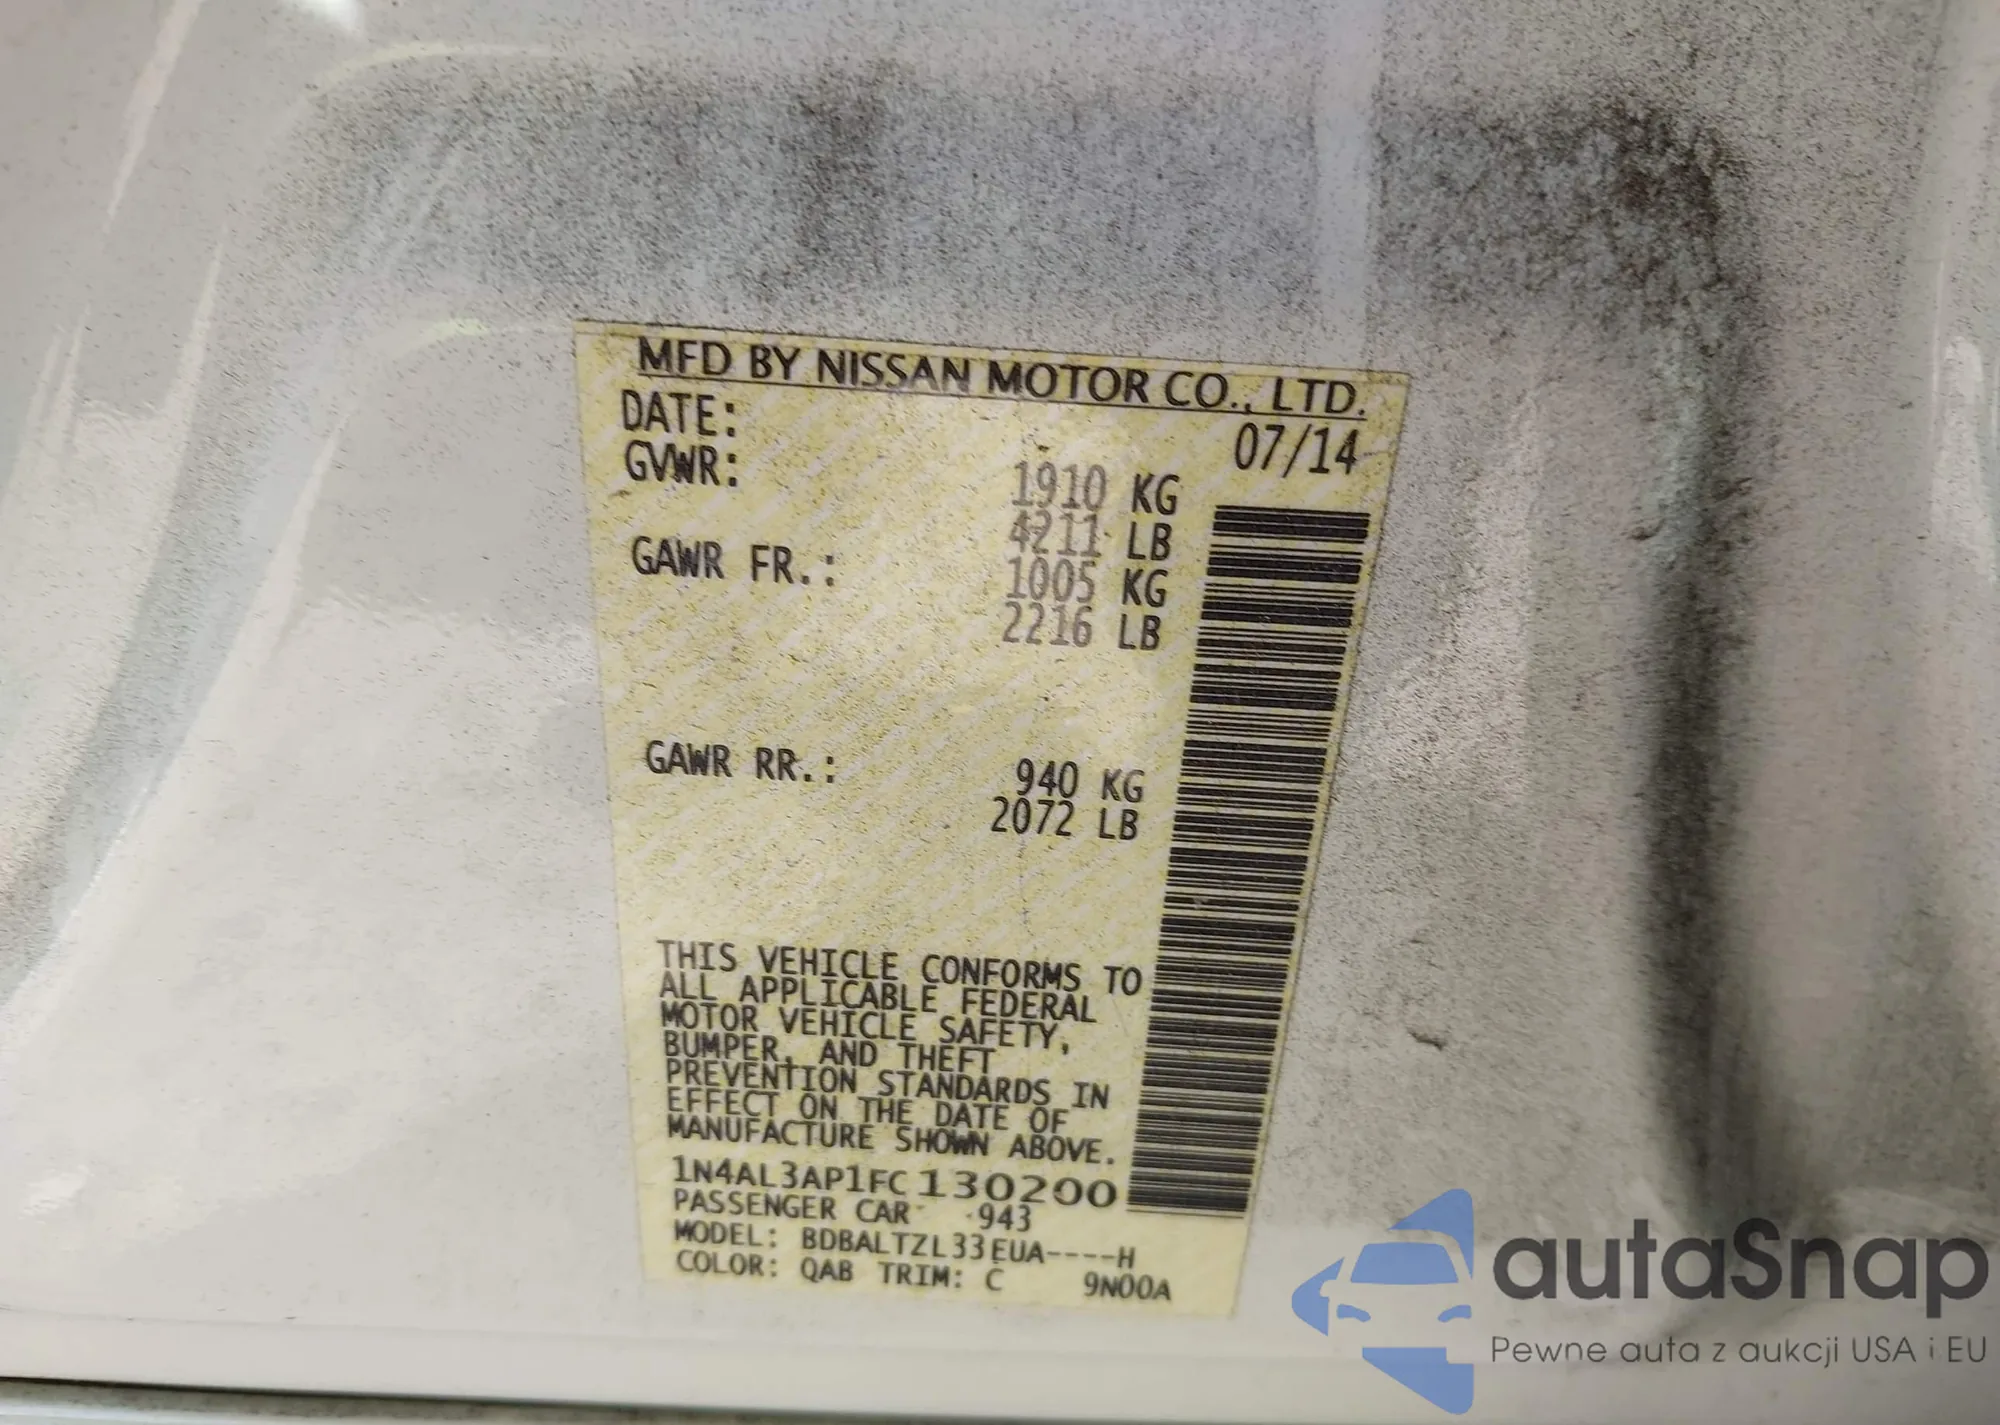 MFD BY NISSAN MOTOR CO., LTD.
DATE: 07/14
GVWR: 1910 KG
4211 LB
GAWR FR.: 1005 KG
2216 LB
GAWR RR.: 940 KG
2072 LB
THIS VEHICLE CONFORMS TO
ALL APPLICABLE FEDERAL
MOTOR VEHICLE SAFETY,
BUMPER, AND THEFT
PREVENTION STANDARDS IN
EFFECT ON THE DATE OF
MANUFACTURE SHOWN ABOVE.
1N4AL3AP1FC130200
PASSENGER CAR 943
MODEL: BDBALTZL33EUA----H
COLOR: QAB TRIM: C 9N00A
autaSnap
Pewne auta z aukcji USA i EU